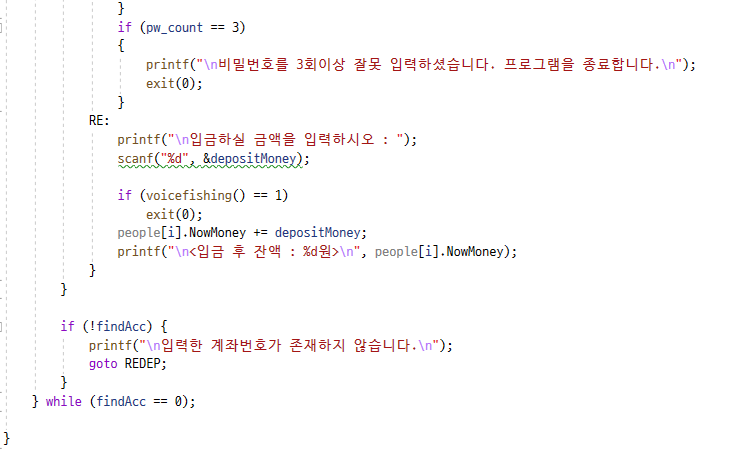 }
if (pw_count == 3)
{
printf("\n비밀번호를 3회이상 잘못 입력하셨습니다. 프로그램을 종료합니다.\n");
exit(0);
}
RE:
printf("\n입금하실 금액을 입력하시오 : ");
scanf("%d", &depositMoney);
if (voicefishing() == 1)
exit(0);
people[i].NowMoney += depositMoney;
printf("\n<입금 후 잔액 : %d원>\n", people[i].NowMoney);
}
}
if (!findAcc) {
printf("\n입력한 계좌번호가 존재하지 않습니다.\n");
goto REDEP;
}
} while (findAcc == 0);
}